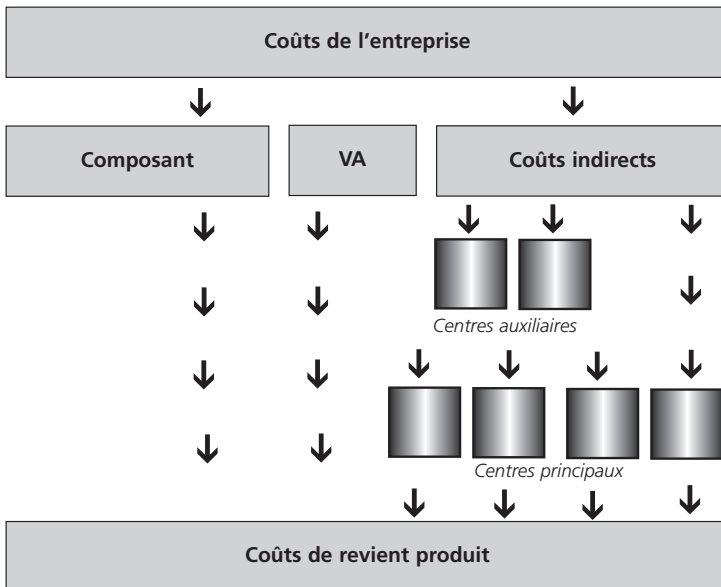 Coûts de l'entreprise
Composant
VA
Coûts indirects
Centres auxiliaires
Centres principaux
Coûts de revient produit